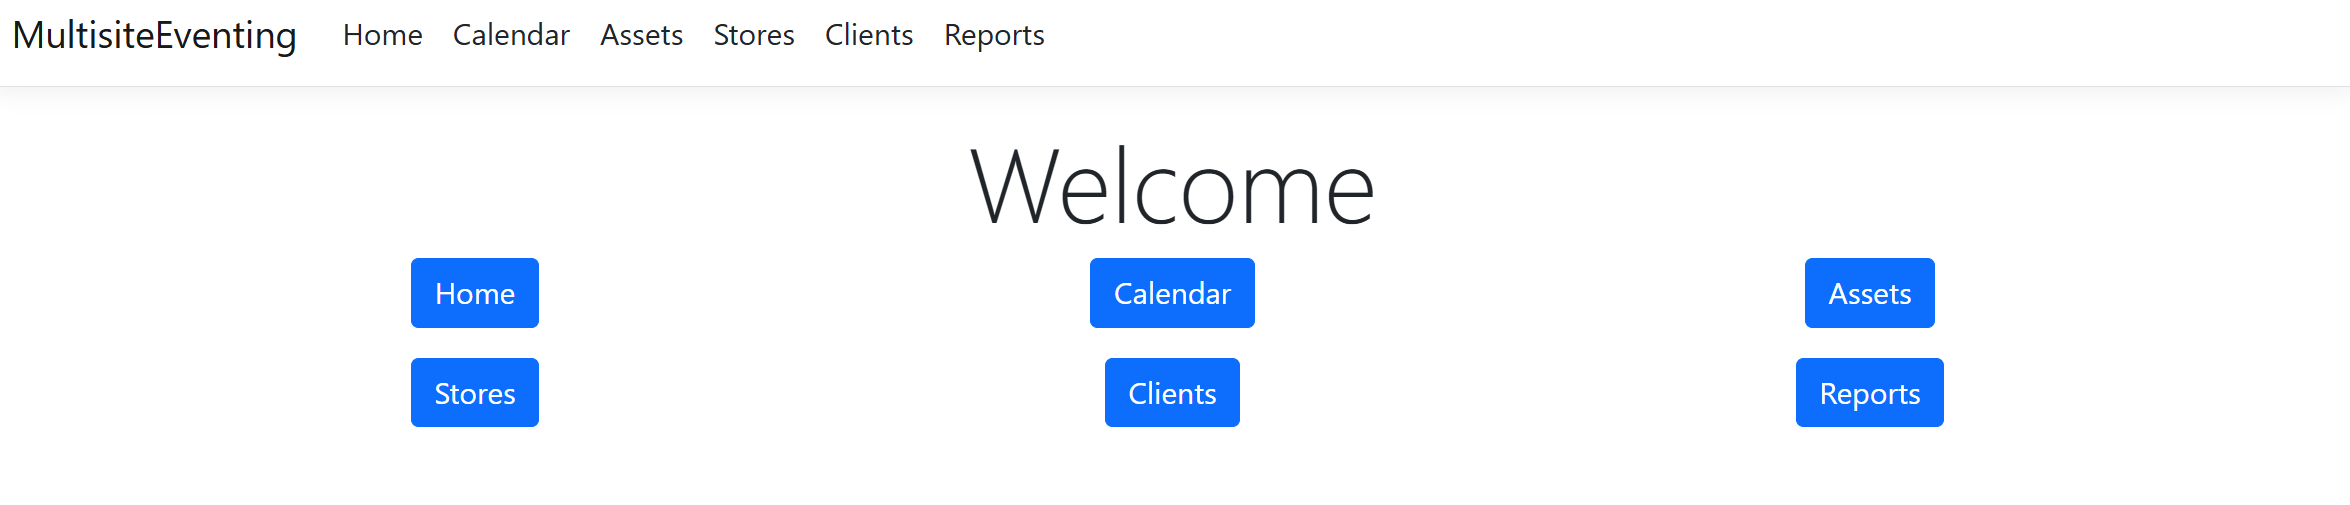 MultisiteEventing Home Calendar Assets Stores Clients Reports
Welcome
Home Calendar Assets
Stores Clients Reports